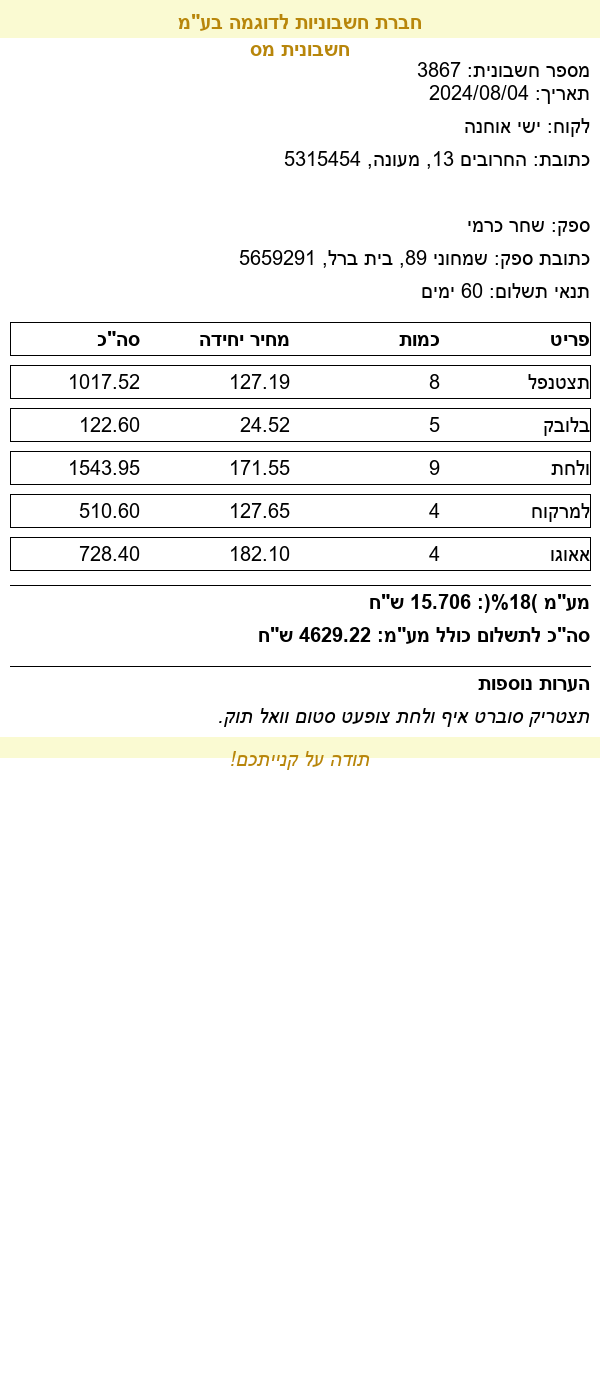 חברת חשבוניות לדוגמה בע"מ
חשבונית מס
מספר חשבונית: 3867
תאריך: 2024/08/04
לקוח: ישי אוחנה
כתובת: החרובים 13, מעונה, 5315454
ספק: שחר כרמי
כתובת ספק: שמחוני 89, בית ברל, 5659291
תנאי תשלום: 60 ימים
פריט כמות מחיר יחידה סה"כ
תצטנפל 8 127.19 1017.52
בלובק 5 24.52 122.60
ולחת 9 171.55 1543.95
למרקוח 4 127.65 510.60
אאוגו 4 182.10 728.40
מע"מ )18%(: 15.706 ש"ח
סה"כ לתשלום כולל מע"מ: 4629.22 ש"ח
הערות נוספות
תצטריק סוברט איף ולחת צופעט סטום וואל תוק.
תודה על קנייתכם!